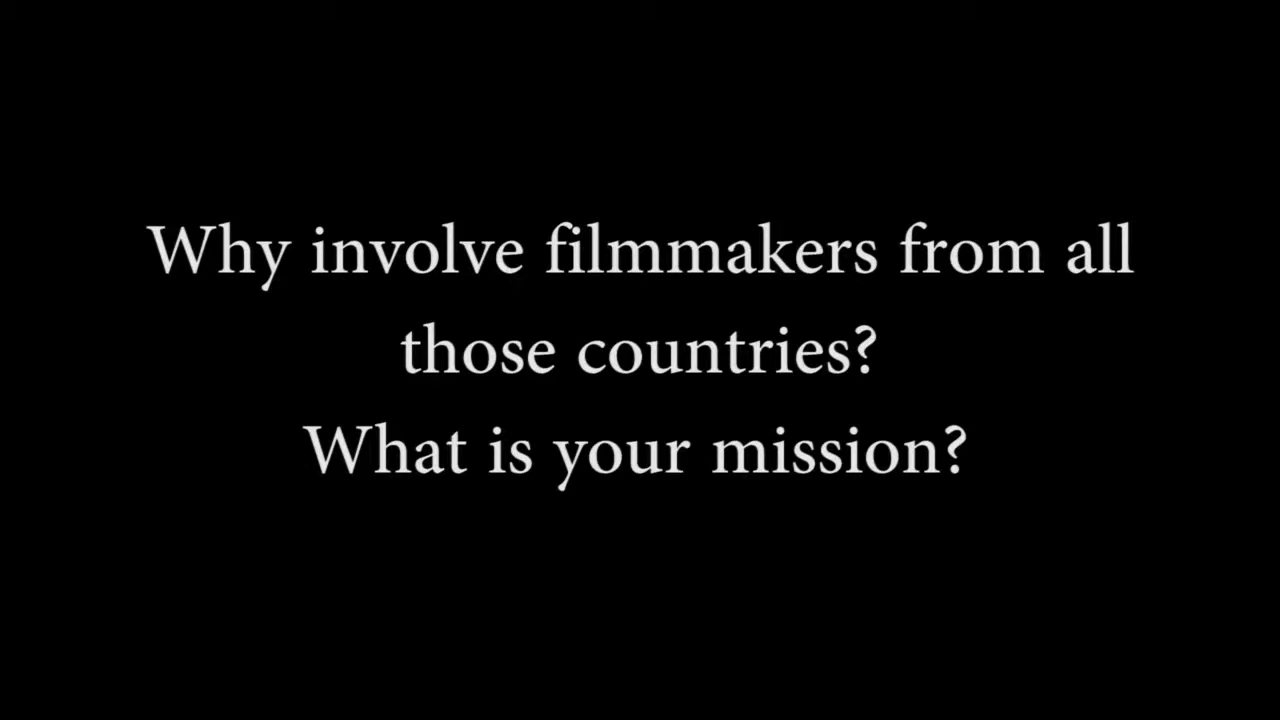 Why involve filmmakers from all
those countries?
What is your mission?